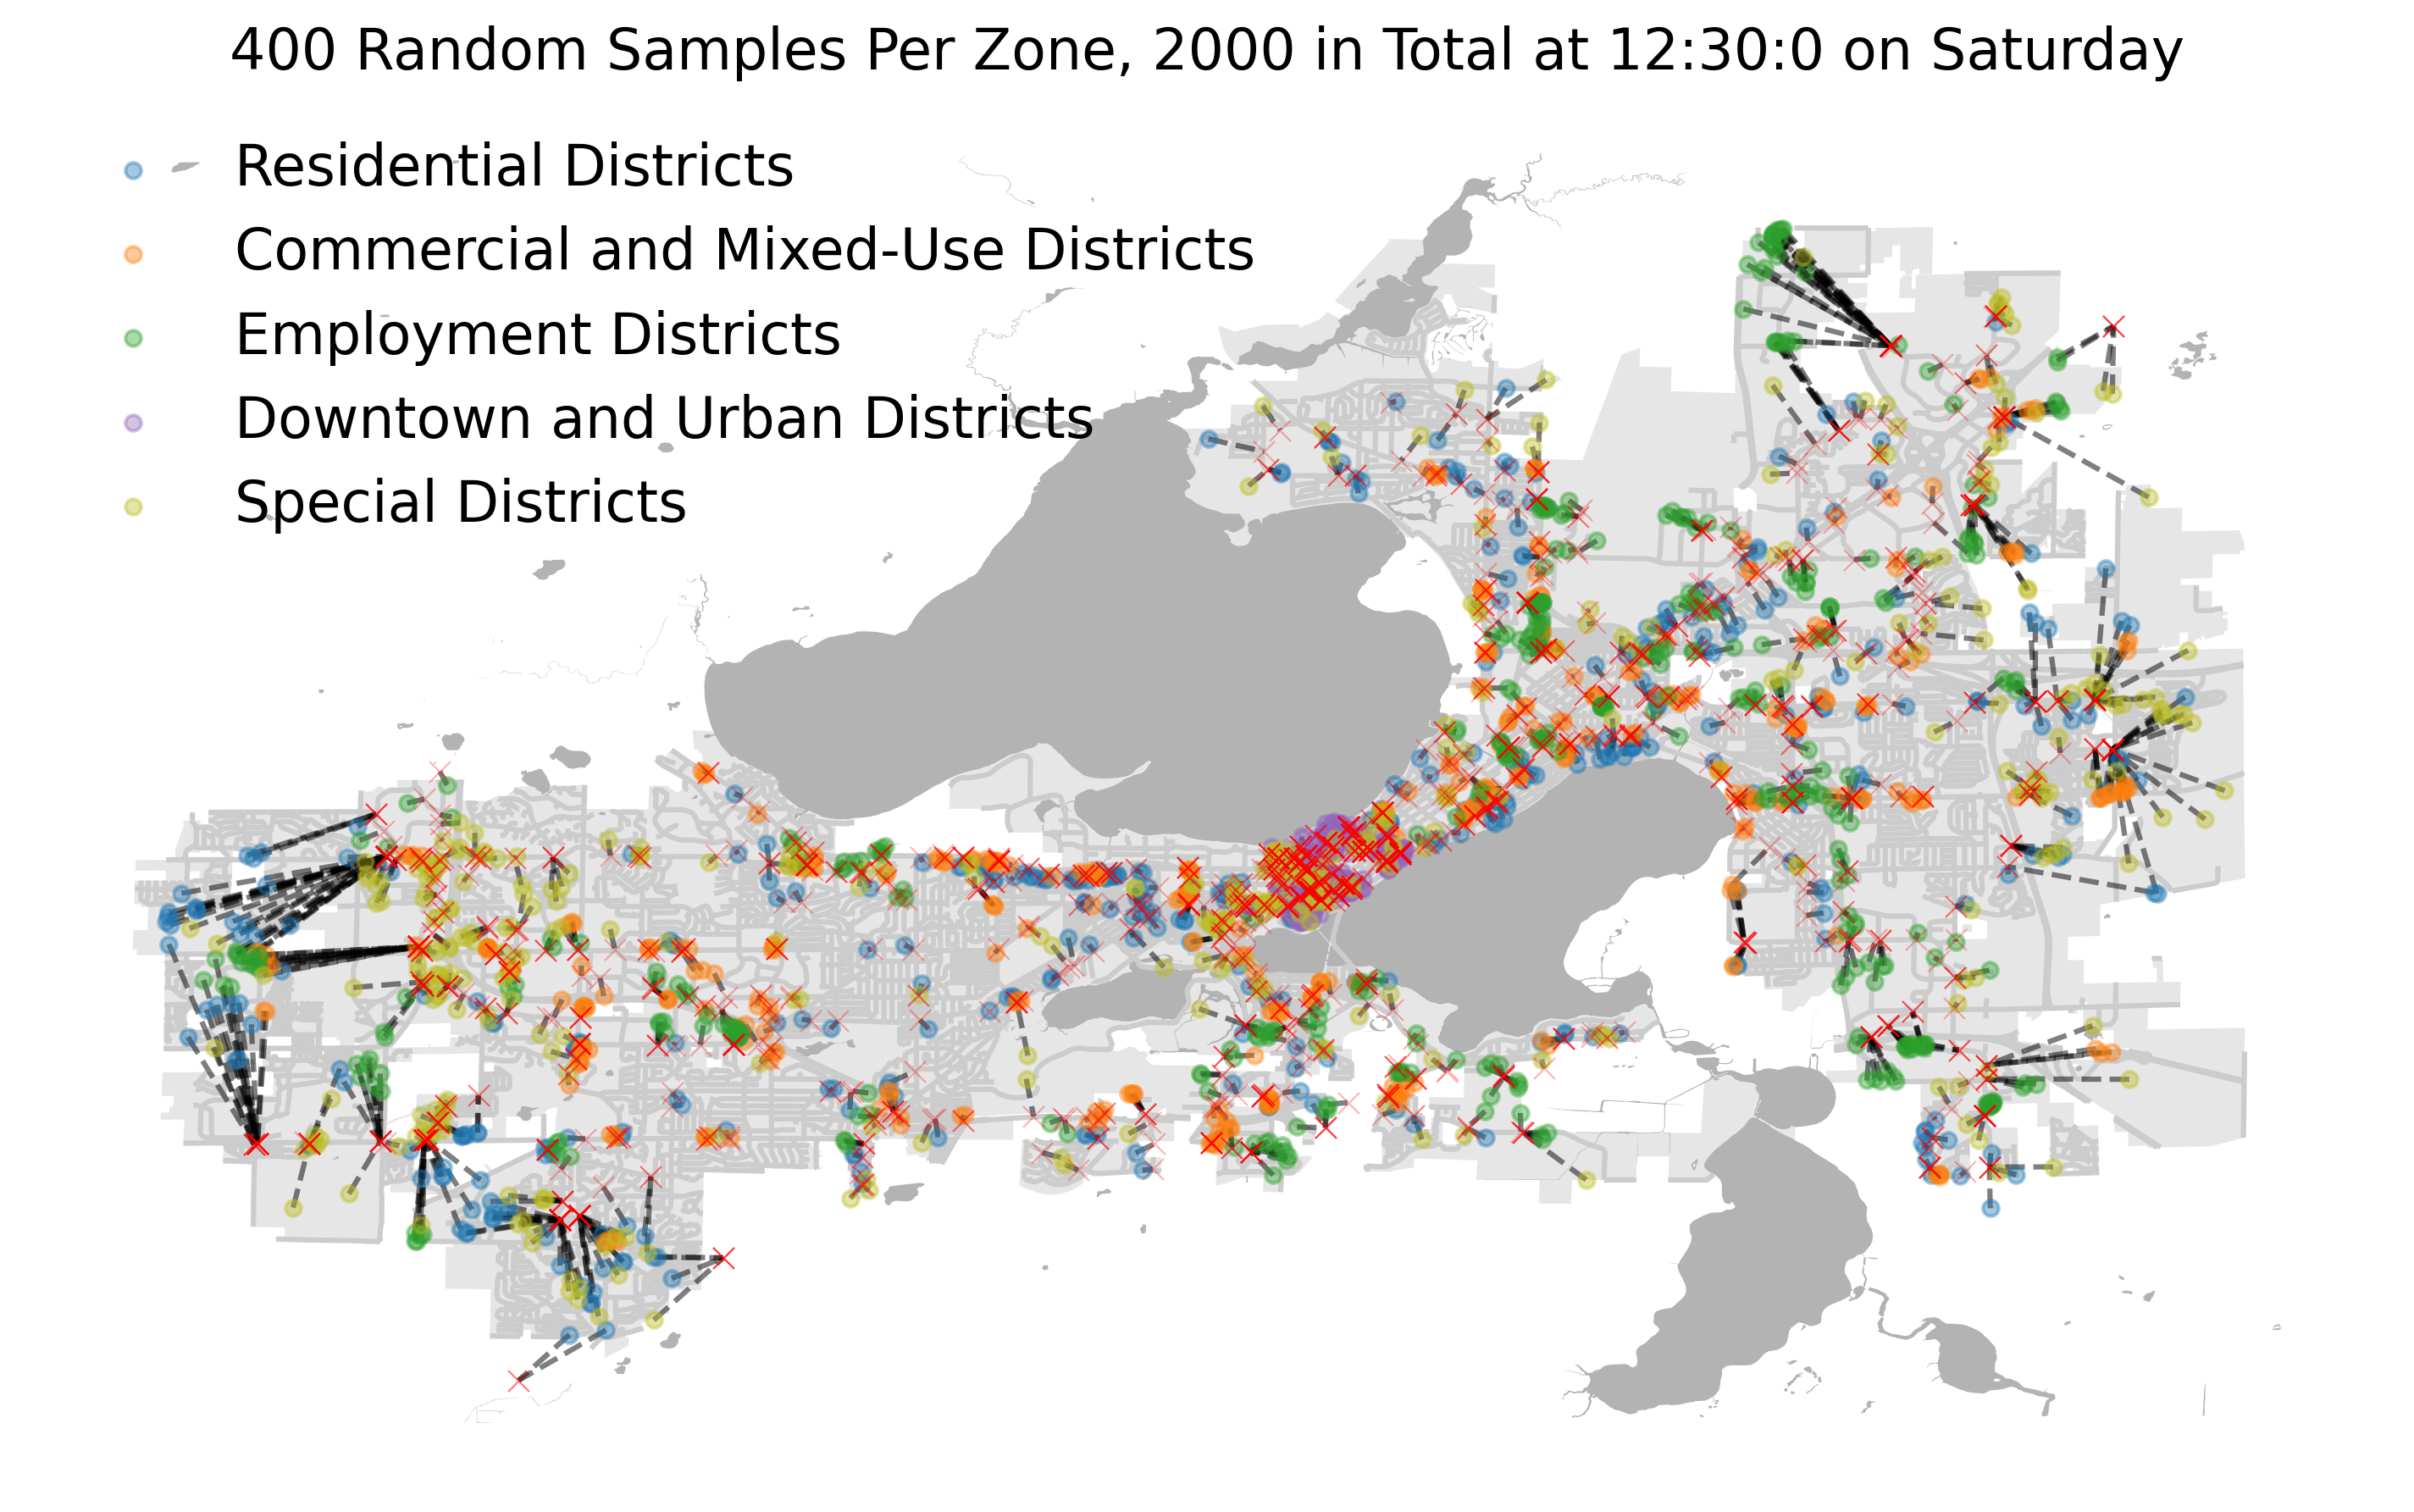 400 Random Samples Per Zone, 2000 in Total at 12:30:0 on Saturday
Residential Districts
Commercial and Mixed-Use Districts
Employment Districts
Downtown and Urban Districts
Special Districts